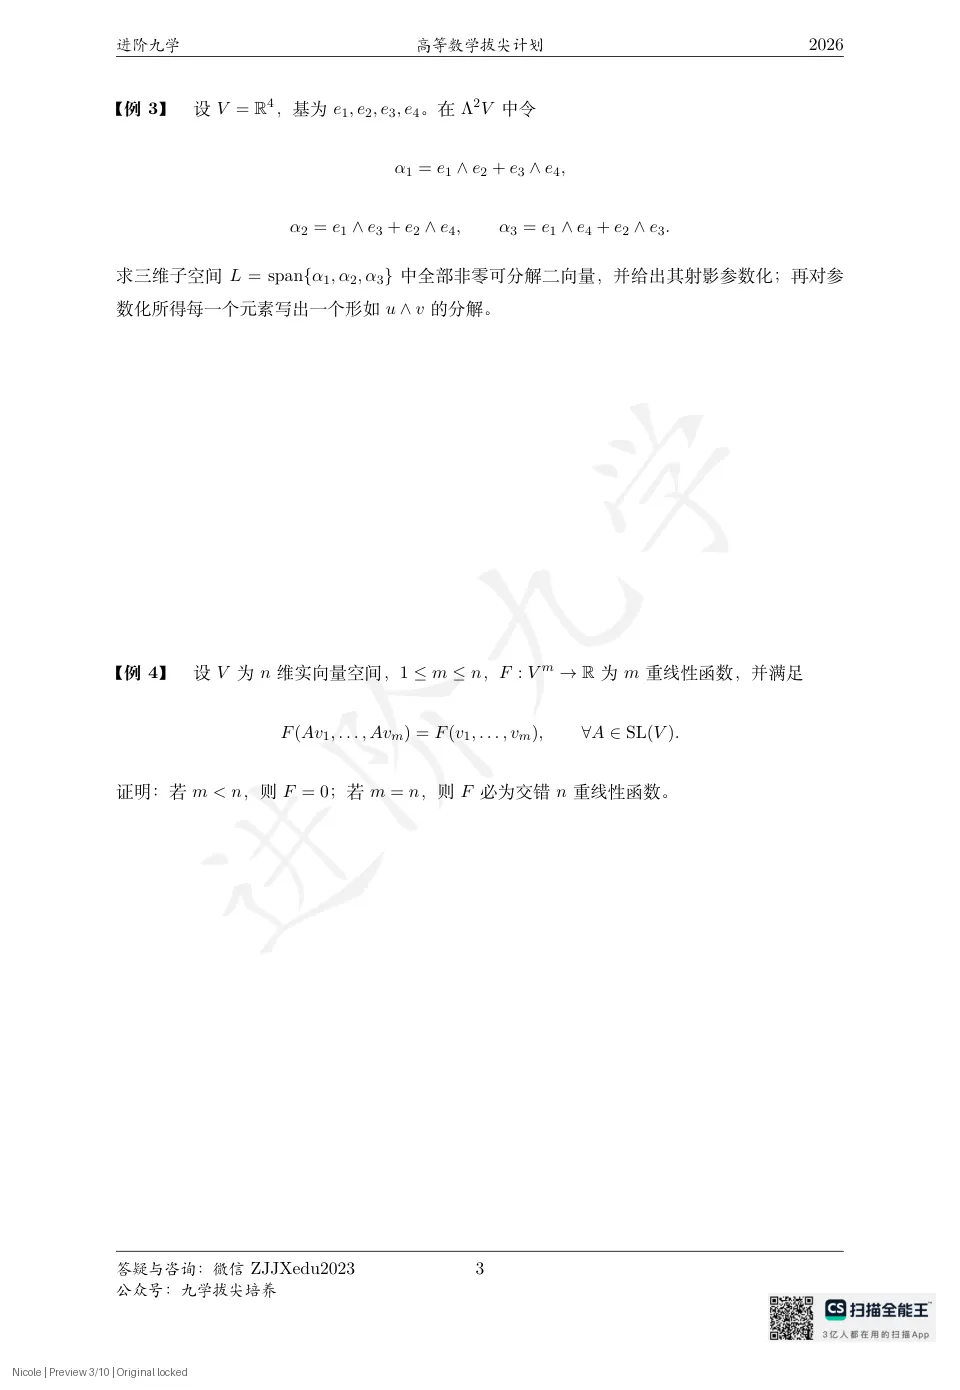 进阶九学 高等数学拔尖计划 2026
【例 3】 设 V = ℝ⁴，基为 e₁, e₂, e₃, e₄。在 Λ²V 中令
α₁ = e₁ ∧ e₂ + e₃ ∧ e₄,
α₂ = e₁ ∧ e₃ + e₂ ∧ e₄, α₃ = e₁ ∧ e₄ + e₂ ∧ e₃.
求三维子空间 L = span{α₁, α₂, α₃} 中全部非零可分解二向量，并给出其射影参数化；再对参
数化所得每一个元素写出一个形如 u ∧ v 的分解。
【例 4】 设 V 为 n 维实向量空间，1 ≤ m ≤ n，F : Vᵐ → ℝ 为 m 重线性函数，并满足
F(Av₁, . . . , Avₘ) = F(v₁, . . . , vₘ), ∀A ∈ SL(V).
证明：若 m < n，则 F = 0；若 m = n，则 F 必为交错 n 重线性函数。
进阶九学
答疑与咨询：微信 ZJJXedu2023 3
公众号：九学拔尖培养
CS 扫描全能王™
3亿人都在用的扫描App
Nicole | Preview 3/10 | Original locked